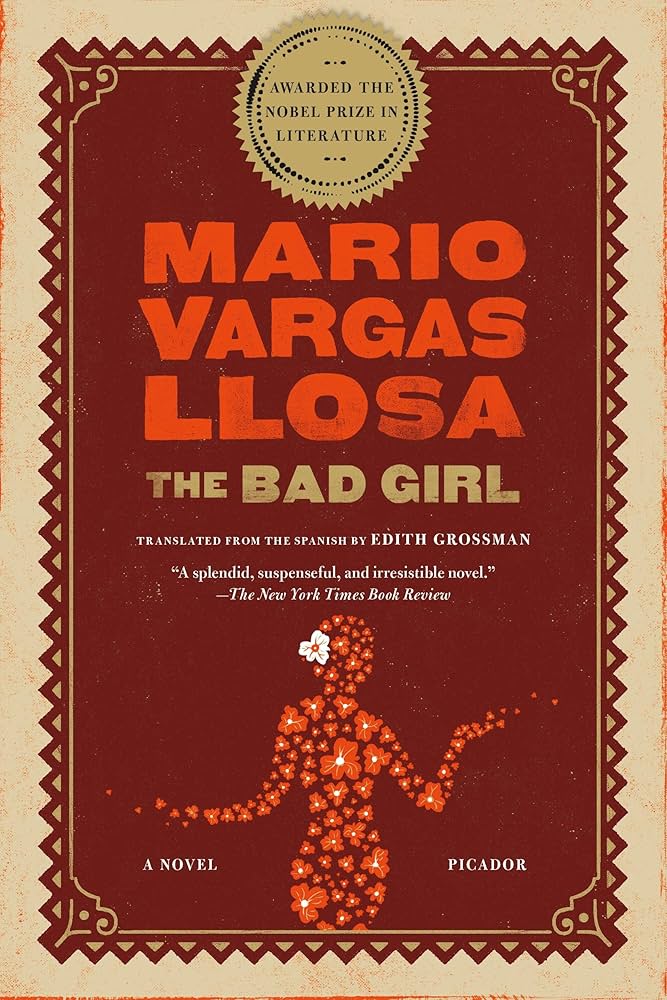 AWARDED THE
NOBEL PRIZE IN
LITERATURE
MARIO
VARGAS
LLOSA
THE BAD GIRL
TRANSLATED FROM THE SPANISH BY EDITH GROSSMAN
“A splendid, suspenseful, and irresistible novel.”
—The New York Times Book Review
A NOVEL
PICADOR